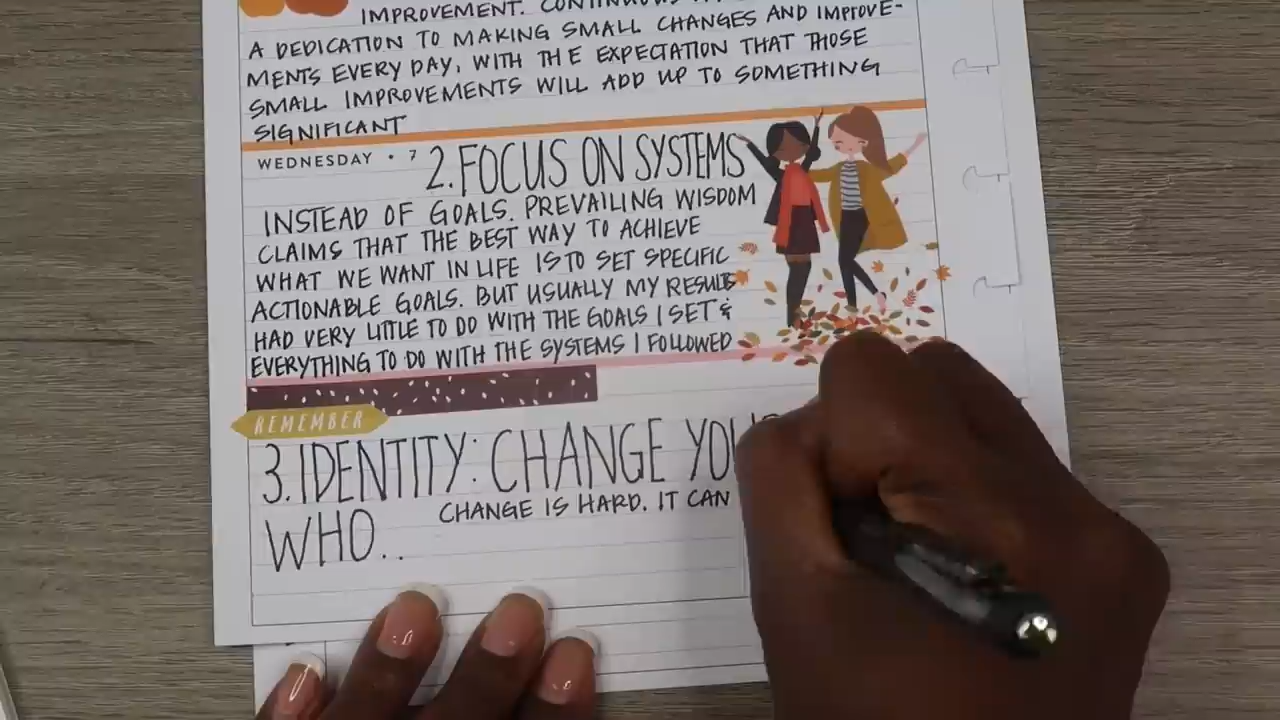 IMPROVEMENT.
A DEDICATION TO MAKING SMALL CHANGES AND IMPROVE-
MENTS EVERY DAY, WITH THE EXPECTATION THAT THOSE
SMALL IMPROVEMENTS WILL ADD UP TO SOMETHING
SIGNIFICANT
WEDNESDAY • 7
2. FOCUS ON SYSTEMS
INSTEAD OF GOALS. PREVAILING WISDOM
CLAIMS THAT THE BEST WAY TO ACHIEVE
WHAT WE WANT IN LIFE IS TO SET SPECIFIC
ACTIONABLE GOALS. BUT USUALLY MY RESULTS
HAD VERY LITTLE TO DO WITH THE GOALS I SET &
EVERYTHING TO DO WITH THE SYSTEMS I FOLLOWED
REMEMBER
3. IDENTITY: CHANGE
CHANGE IS HARD. IT CAN
WHO..